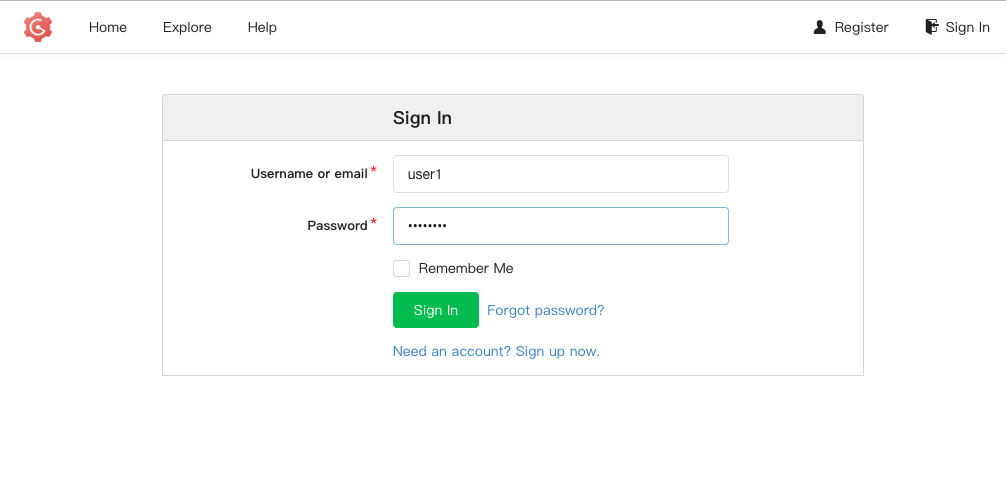 Home Explore Help Register Sign In
Sign In
Username or email* user1
Password* ••••••••
Remember Me
Sign In Forgot password?
Need an account? Sign up now.